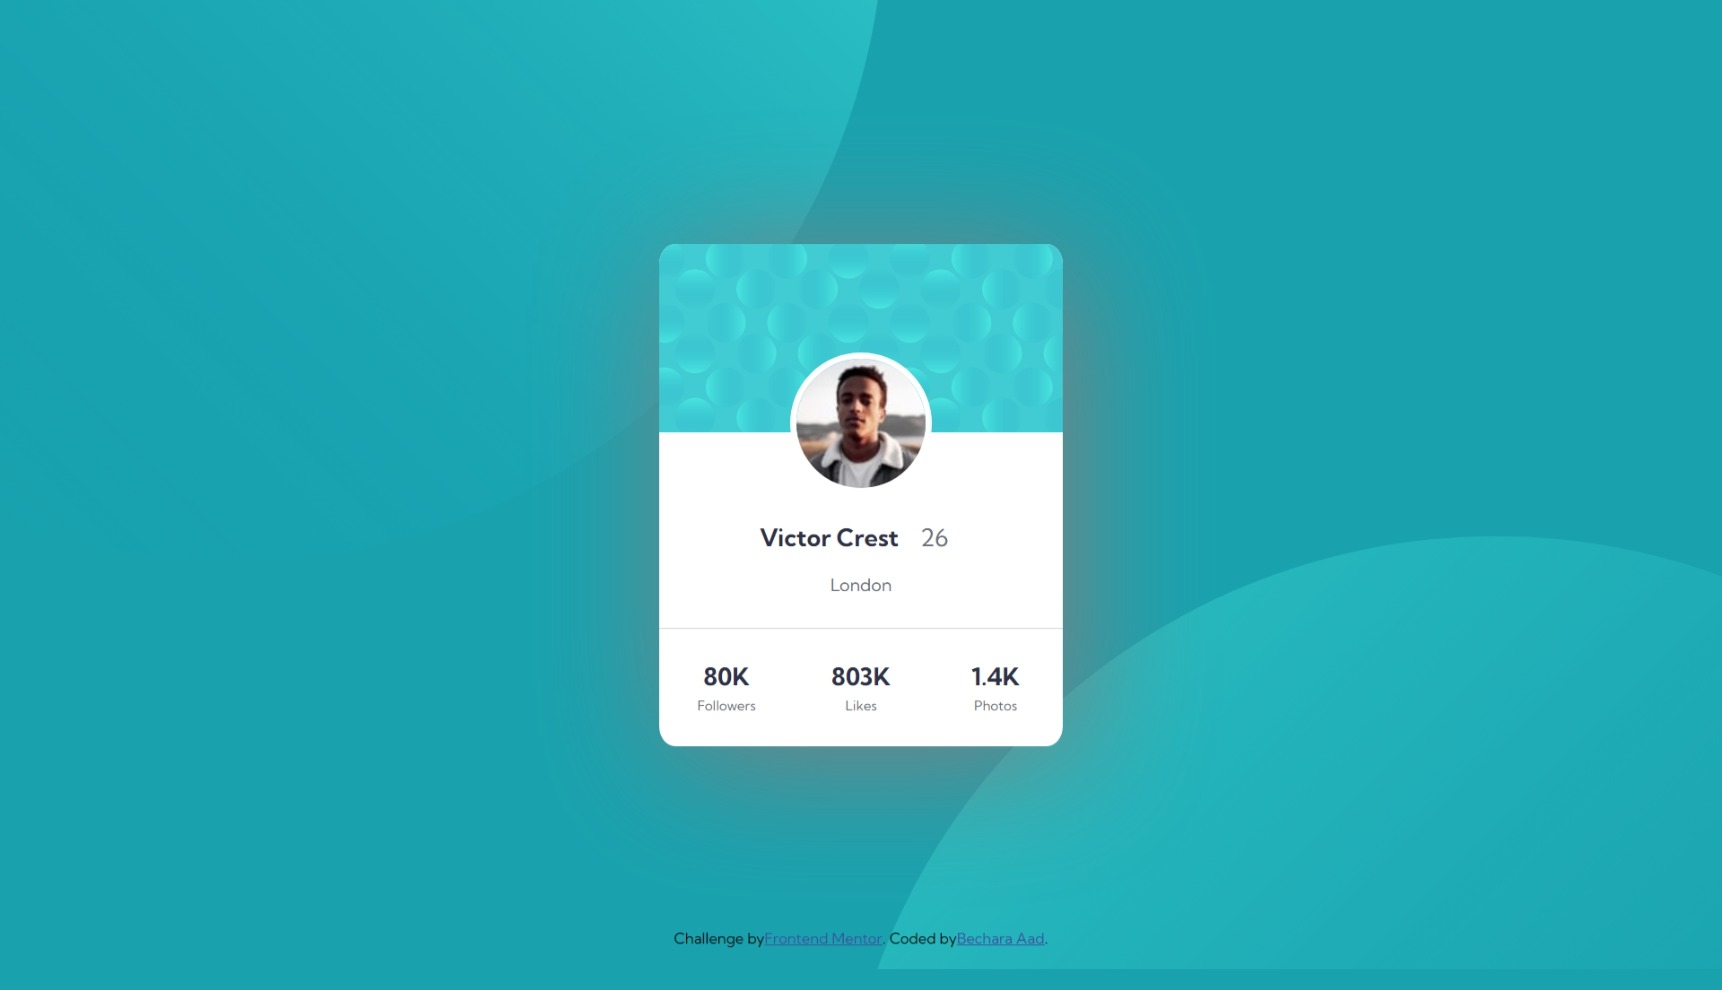 Victor Crest 26
London
80K 803K 1.4K
Followers Likes Photos
Challenge byFrontend Mentor. Coded byBechara Aad.